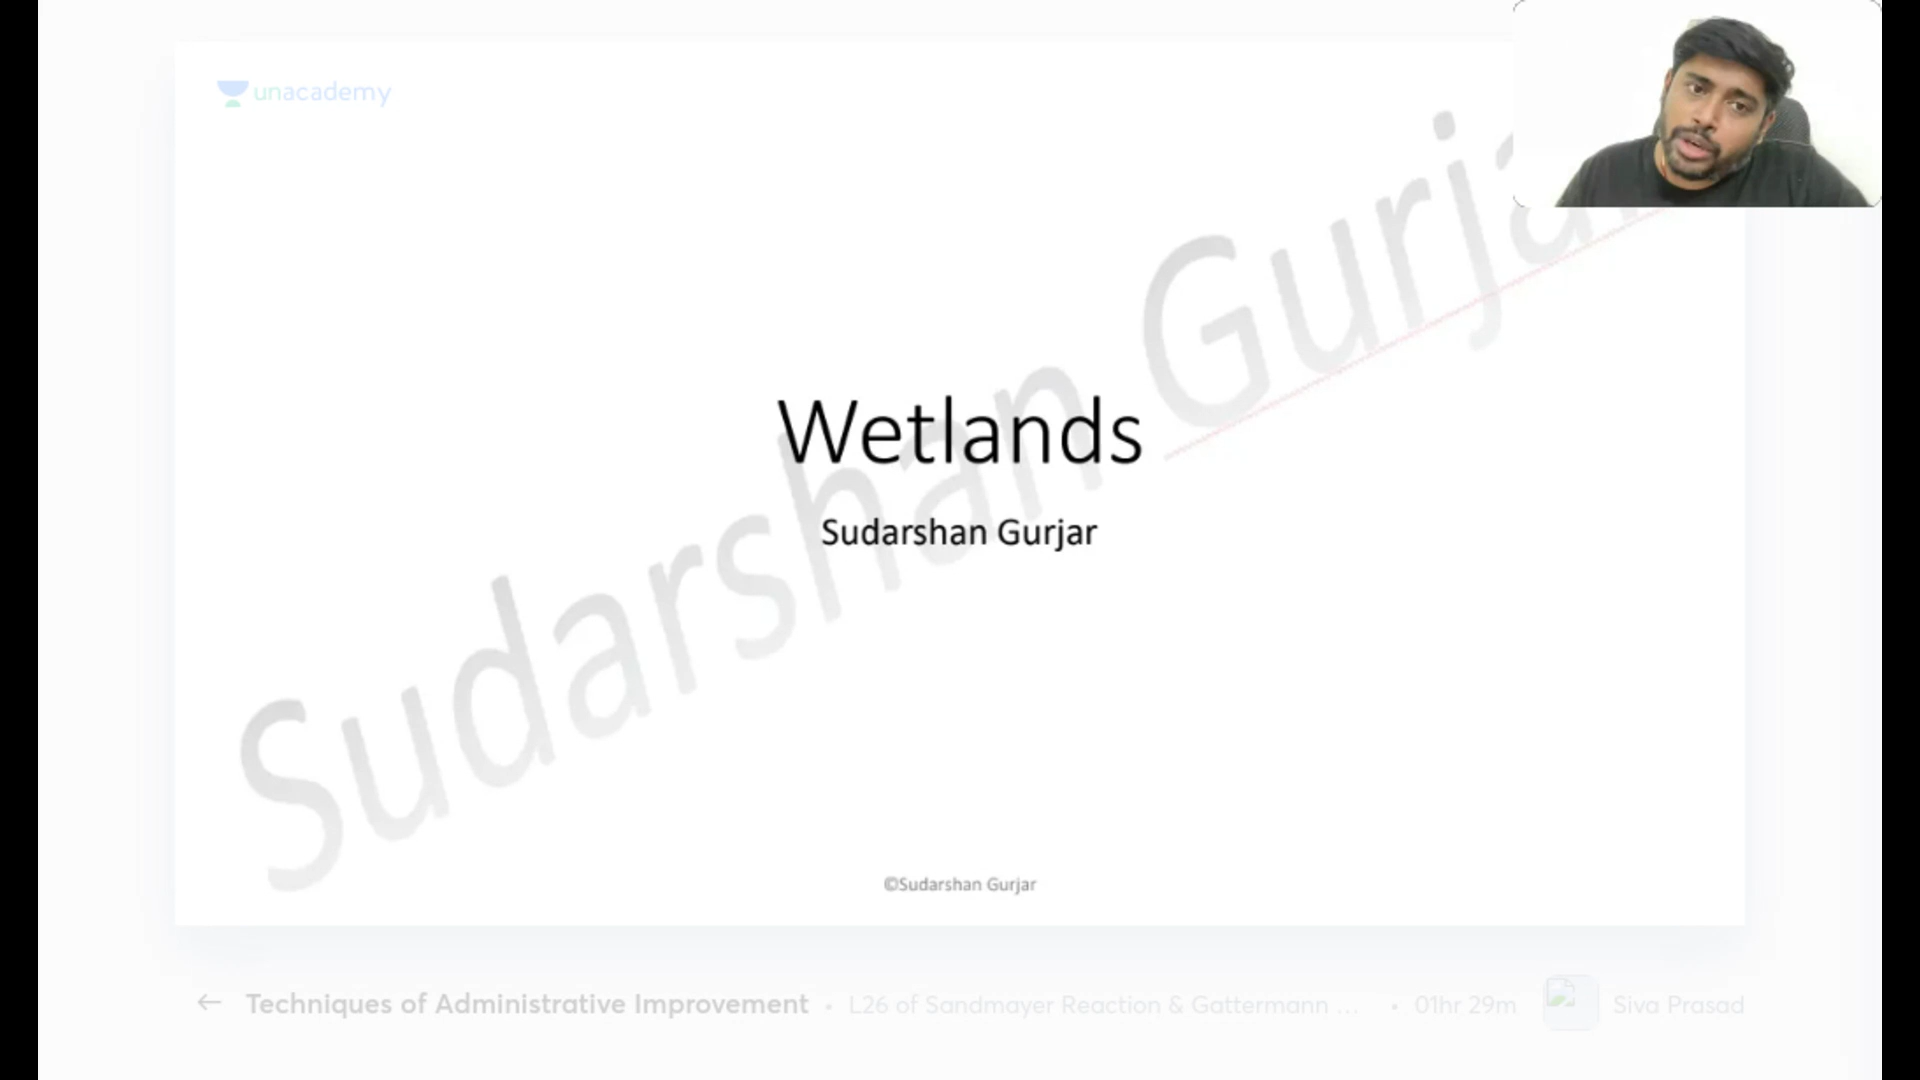 unacademy
Sudarshan Gurja
Wetlands
Sudarshan Gurjar
©Sudarshan Gurjar
Techniques of Administrative Improvement • L26 of Sandmayer Reaction & Gattermann ... • 01hr 29m Siva Prasad